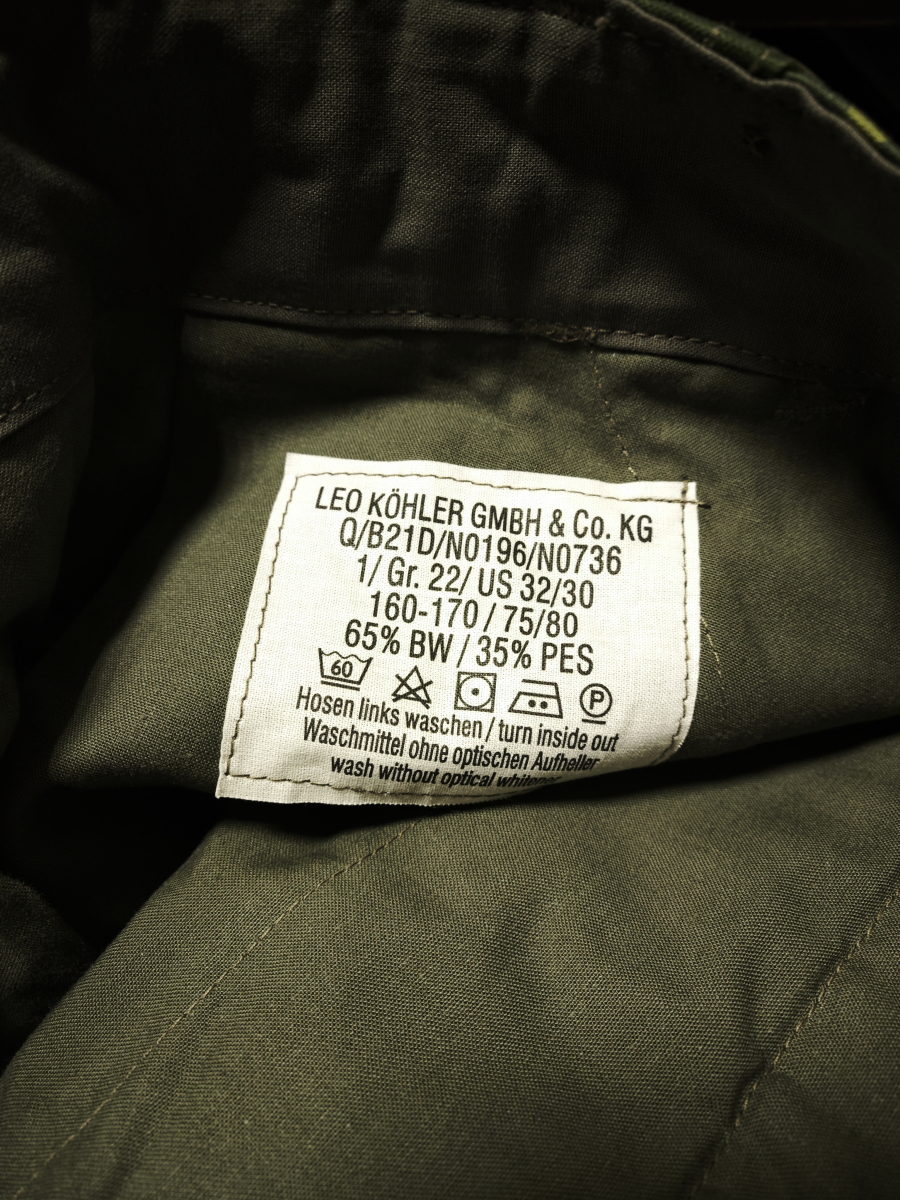 LEO KÖHLER GMBH & Co. KG
Q/B21D/N0196/N0736
1/ Gr. 22/ US 32/30
160-170 / 75/80
65% BW / 35% PES
60 P
Hosen links waschen / turn inside out
Waschmittel ohne optischen Aufheller
wash without optical